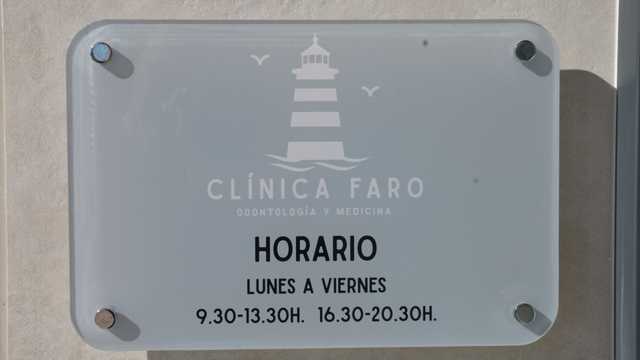 CLÍNICA FARO
ODONTOLOGÍA Y MEDICINA
HORARIO
LUNES A VIERNES
9.30-13.30H. 16.30-20.30H.